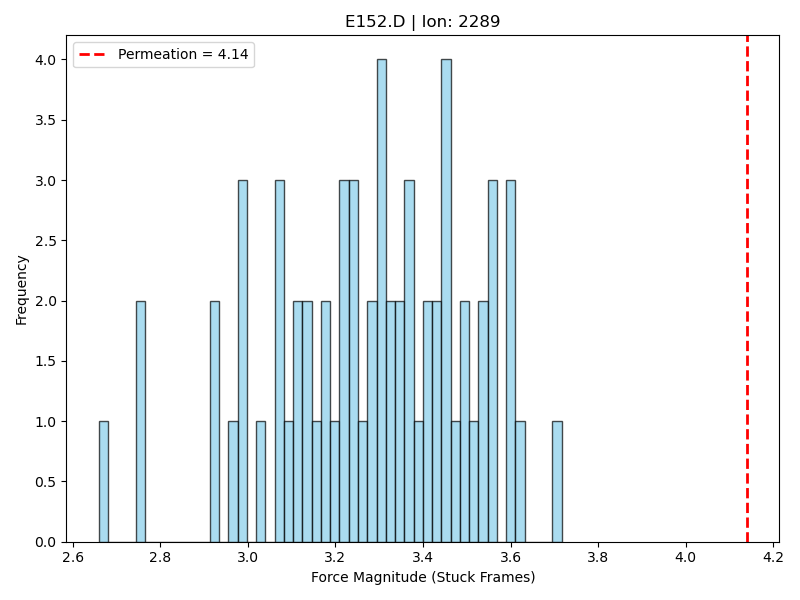 E152.D | Ion: 2289
Permeation = 4.14
4.0
3.5
3.0
2.5
2.0
1.5
1.0
0.5
0.0
Frequency
2.6 2.8 3.0 3.2 3.4 3.6 3.8 4.0 4.2
Force Magnitude (Stuck Frames)